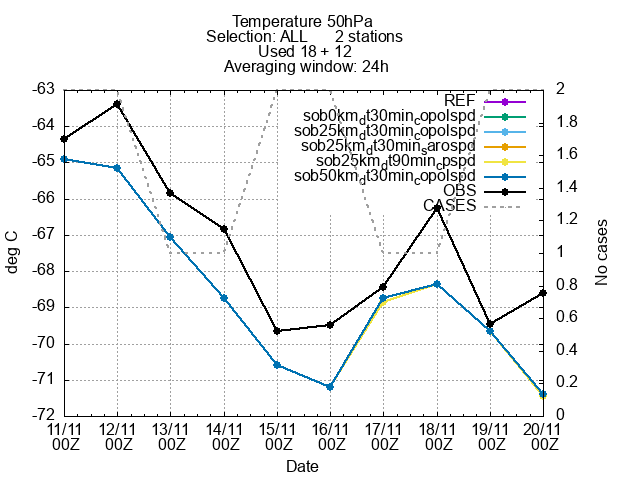 Temperature 50hPa
Selection: ALL 2 stations
Used 18 + 12
Averaging window: 24h
REF
sob0km_dt30min_copolspd
sob25km_dt30min_copolspd
sob25km_dt30min_sarospd
sob25km_dt90min_cpspd
sob50km_dt30min_copolspd
OBS
CASES
-63
-64
-65
-66
-67
-68
-69
-70
-71
-72
deg C
2
1.8
1.6
1.4
1.2
1
0.8
0.6
0.4
0.2
0
No cases
11/11 12/11 13/11 14/11 15/11 16/11 17/11 18/11 19/11 20/11
00Z 00Z 00Z 00Z 00Z 00Z 00Z 00Z 00Z 00Z
Date